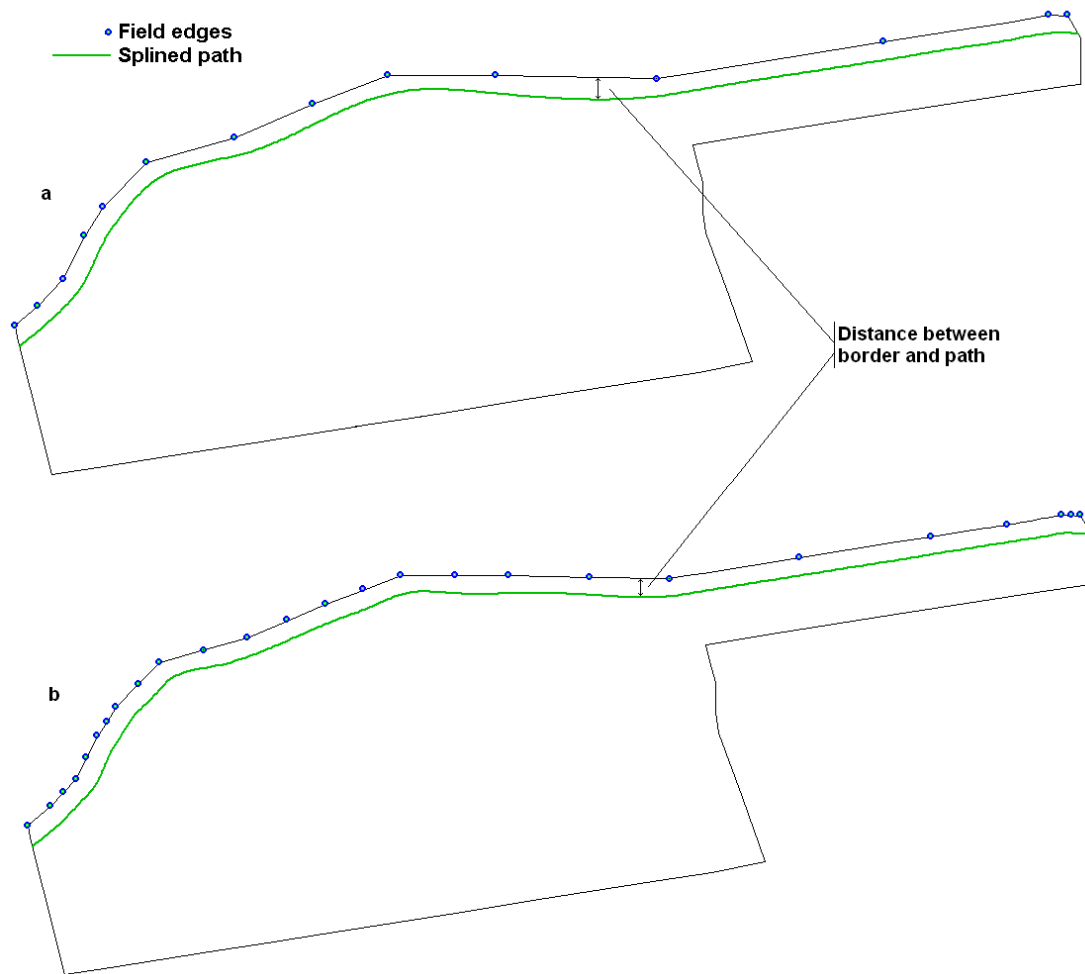 Field edges
Splined path
a
Distance between
border and path
b